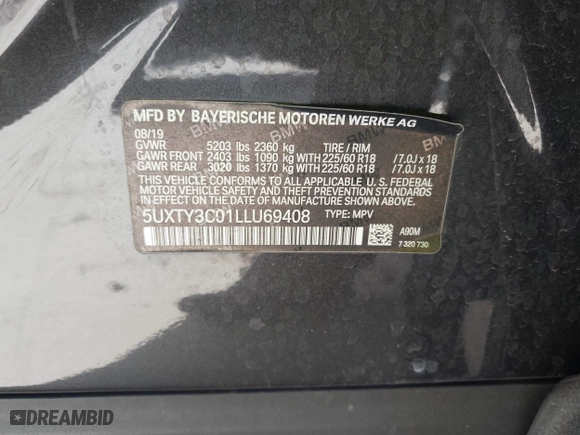 MFD BY BAYERISCHE MOTOREN WERKE AG
08/19
GVWR 5203 lbs 2360 kg TIRE / RIM
GAWR FRONT 2403 lbs 1090 kg WITH 225/60 R18 / 7.0J x 18
GAWR REAR 3020 lbs 1370 kg WITH 225/60 R18 / 7.0J x 18
THIS VEHICLE CONFORMS TO ALL APPLICABLE U.S. FEDERAL
MOTOR VEHICLE SAFETY AND THEFT PREVENTION STANDARDS
IN EFFECT ON THE DATE OF MANUFACTURE SHOWN ABOVE.
5UXTY3C01LLU69408 TYPE: MPV
A90M
7 320 730
DREAMBID